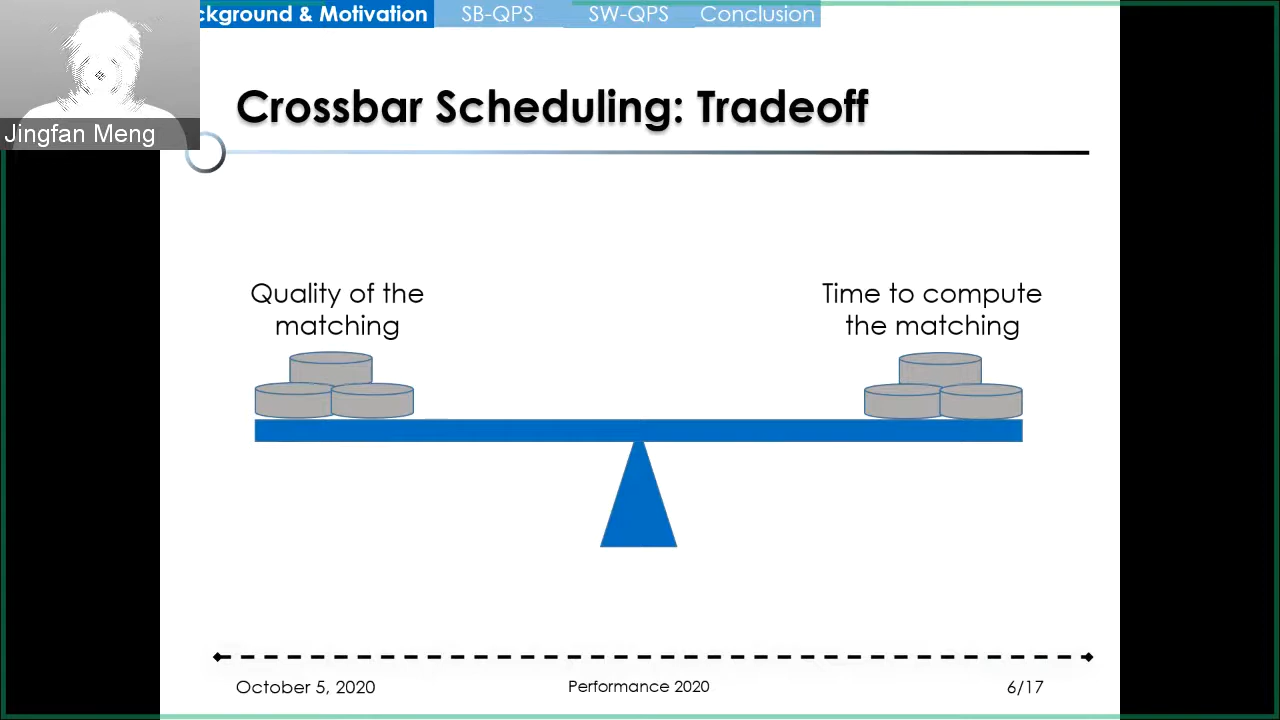 ckground & Motivation SB-QPS SW-QPS Conclusion
Jingfan Meng
Crossbar Scheduling: Tradeoff
Quality of the
matching
Time to compute
the matching
October 5, 2020 Performance 2020 6/17